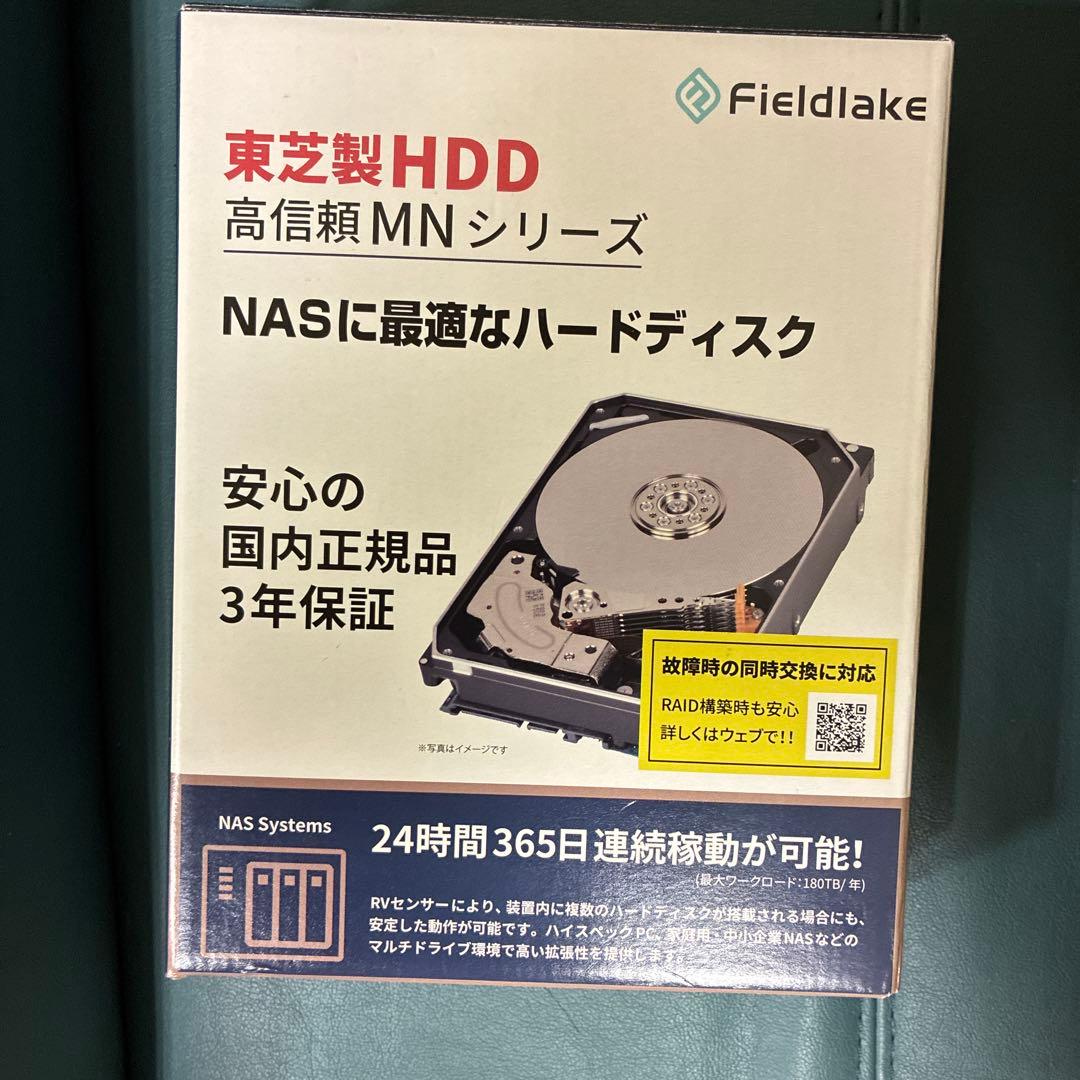 Fieldlake
東芝製HDD
高信頼MNシリーズ
NASに最適なハードディスク
安心の
国内正規品
3年保証
故障時の同時交換に対応
RAID構築時も安心
詳しくはウェブで!!
※写真はイメージです
NAS Systems
24時間365日連続稼動が可能!
(最大ワークロード:180TB/年)
RVセンサーにより、装置内に複数のハードディスクが搭載される場合にも、
安定した動作が可能です。ハイスペックPC、家庭用・中小企業NASなどの
マルチドライブ環境で高い拡張性を提供します。